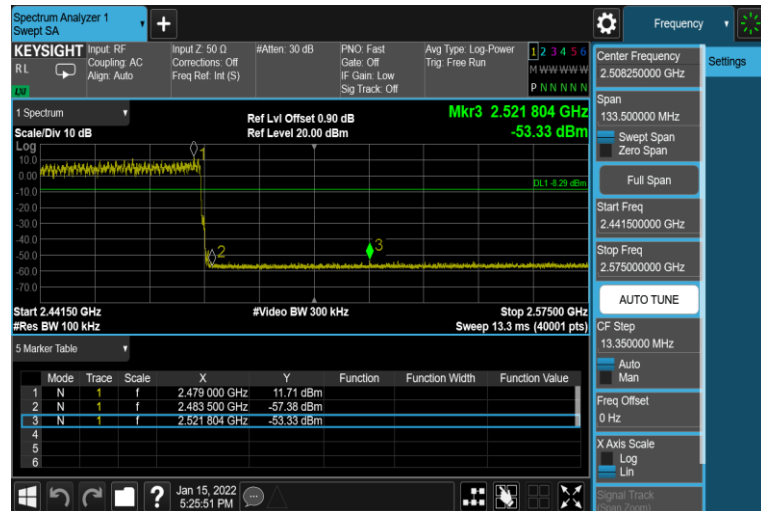 Spectrum Analyzer 1
Swept SA
Frequency
KEYSIGHT
RL
LXI
Input: RF
Coupling: AC
Align: Auto
Input Z: 50 Ω
Corrections: Off
Freq Ref: Int (S)
#Atten: 30 dB
PNO: Fast
Gate: Off
IF Gain: Low
Sig Track: Off
Avg Type: Log-Power
Trig: Free Run
1 2 3 4 5 6
M W W W W W
P N N N N N
Center Frequency
2.508250000 GHz
Settings
Span
133.500000 MHz
Swept Span
Zero Span
Full Span
Start Freq
2.441500000 GHz
Stop Freq
2.575000000 GHz
AUTO TUNE
CF Step
13.350000 MHz
Auto
Man
Freq Offset
0 Hz
X Axis Scale
Log
Lin
Signal Track
(Span Zoom)
1 Spectrum
Scale/Div 10 dB
Ref Lvl Offset 0.90 dB
Ref Level 20.00 dBm
Mkr3 2.521 804 GHz
-53.33 dBm
Log
10.0
0.00
-10.0
-20.0
-30.0
-40.0
-50.0
-60.0
-70.0
1
2
3
DL1 -8.29 dBm
Start 2.44150 GHz
#Res BW 100 kHz
#Video BW 300 kHz
Stop 2.57500 GHz
Sweep 13.3 ms (40001 pts)
5 Marker Table
Mode Trace Scale X Y Function Function Width Function Value
1 N 1 f 2.479 000 GHz 11.71 dBm
2 N 1 f 2.483 500 GHz -57.38 dBm
3 N 1 f 2.521 804 GHz -53.33 dBm
4
5
6
?
Jan 15, 2022
5:25:51 PM